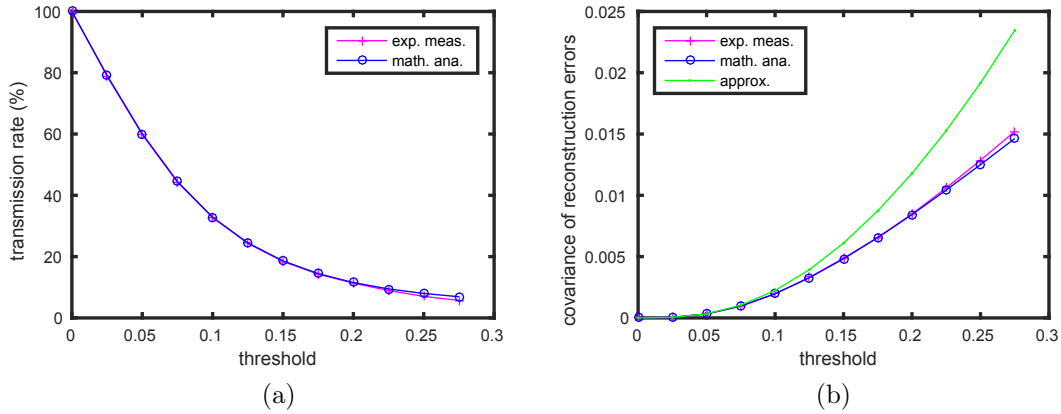 100
80
60
40
20
0
transmission rate (%)
0
0.05
0.1
0.15
0.2
0.25
0.3
threshold
exp. meas.
math. ana.
(a)
0.025
0.02
0.015
0.01
0.005
0
covariance of reconstruction errors
0
0.05
0.1
0.15
0.2
0.25
0.3
threshold
exp. meas.
math. ana.
approx.
(b)